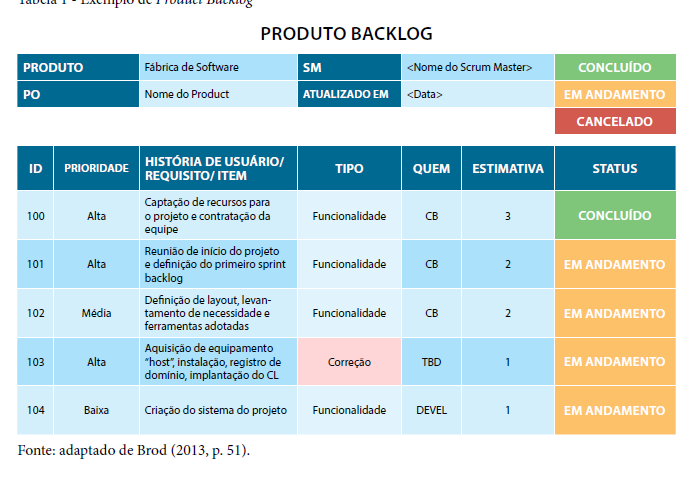 Tabela 1 - Exemplo de Product Backlog
PRODUTO BACKLOG
PRODUTO Fábrica de Software SM <Nome do Scrum Master> CONCLUÍDO
PO Nome do Product ATUALIZADO EM <Data> EM ANDAMENTO
CANCELADO
ID PRIORIDADE HISTÓRIA DE USUÁRIO/
REQUISITO/ ITEM TIPO QUEM ESTIMATIVA STATUS
100 Alta Captação de recursos para
o projeto e contratação da
equipe Funcionalidade CB 3 CONCLUÍDO
101 Alta Reunião de início do projeto
e definição do primeiro sprint
backlog Funcionalidade CB 2 EM ANDAMENTO
102 Média Definição de layout, levan-
tamento de necessidade e
ferramentas adotadas Funcionalidade CB 2 EM ANDAMENTO
103 Alta Aquisição de equipamento
“host”, instalação, registro de
domínio, implantação do CL Correção TBD 1 EM ANDAMENTO
104 Baixa Criação do sistema do projeto Funcionalidade DEVEL 1 EM ANDAMENTO
Fonte: adaptado de Brod (2013, p. 51).